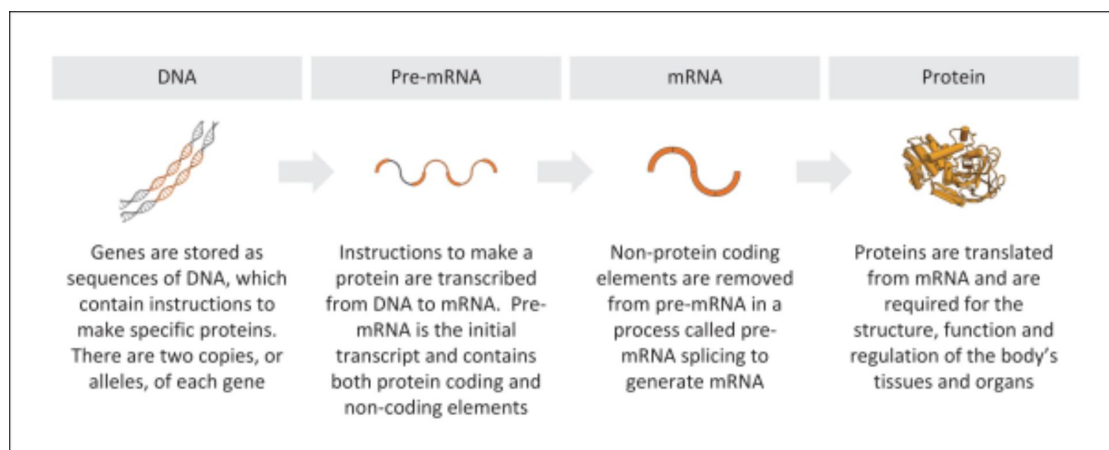 DNA
Pre-mRNA
mRNA
Protein
Genes are stored as
sequences of DNA, which
contain instructions to
make specific proteins.
There are two copies, or
alleles, of each gene
Instructions to make a
protein are transcribed
from DNA to mRNA.  Pre-
mRNA is the initial
transcript and contains
both protein coding and
non-coding elements
Non-protein coding
elements are removed
from pre-mRNA in a
process called pre-
mRNA splicing to
generate mRNA
Proteins are translated
from mRNA and are
required for the
structure, function and
regulation of the body’s
tissues and organs